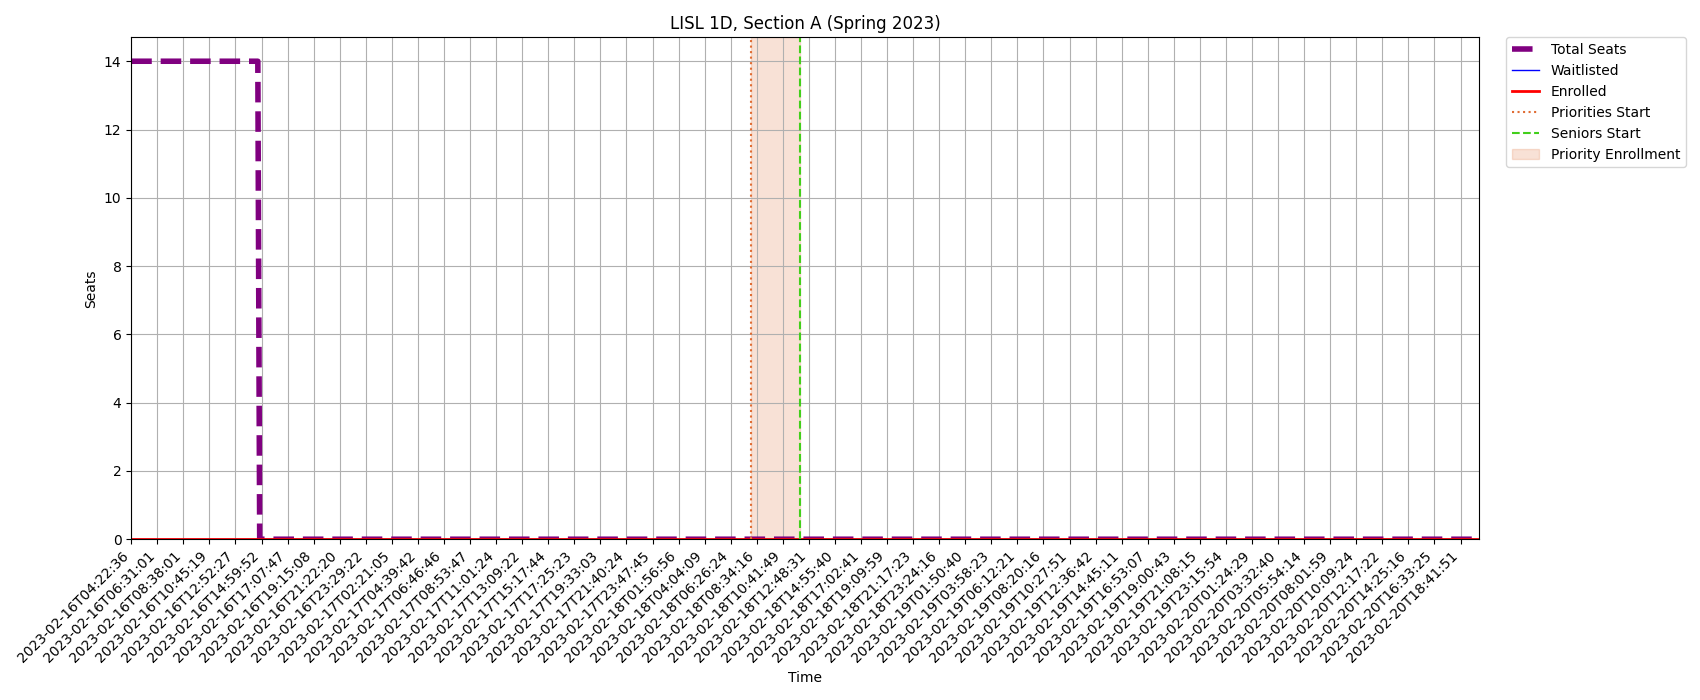 LISL 1D, Section A (Spring 2023)
Total Seats
Waitlisted
Enrolled
Priorities Start
Seniors Start
Priority Enrollment
Seats
14
12
10
8
6
4
2
0
2023-02-16T04:22:36
2023-02-16T06:31:01
2023-02-16T08:38:01
2023-02-16T10:45:19
2023-02-16T12:52:27
2023-02-16T14:59:52
2023-02-16T17:07:47
2023-02-16T19:15:08
2023-02-16T21:22:20
2023-02-16T23:29:22
2023-02-17T02:21:05
2023-02-17T04:39:42
2023-02-17T06:46:46
2023-02-17T08:53:47
2023-02-17T11:01:24
2023-02-17T13:09:22
2023-02-17T15:17:44
2023-02-17T17:25:23
2023-02-17T19:33:03
2023-02-17T21:40:24
2023-02-17T23:47:45
2023-02-18T01:56:56
2023-02-18T04:04:09
2023-02-18T06:26:24
2023-02-18T08:34:16
2023-02-18T10:41:49
2023-02-18T12:48:31
2023-02-18T14:55:40
2023-02-18T17:02:41
2023-02-18T19:09:59
2023-02-18T21:17:23
2023-02-18T23:24:16
2023-02-19T01:50:40
2023-02-19T03:58:23
2023-02-19T06:12:21
2023-02-19T08:20:16
2023-02-19T10:27:51
2023-02-19T12:36:42
2023-02-19T14:45:11
2023-02-19T16:53:07
2023-02-19T19:00:43
2023-02-19T21:08:15
2023-02-19T23:15:54
2023-02-20T01:24:29
2023-02-20T03:32:40
2023-02-20T05:54:14
2023-02-20T08:01:59
2023-02-20T10:09:24
2023-02-20T12:17:22
2023-02-20T14:25:16
2023-02-20T16:33:25
2023-02-20T18:41:51
Time